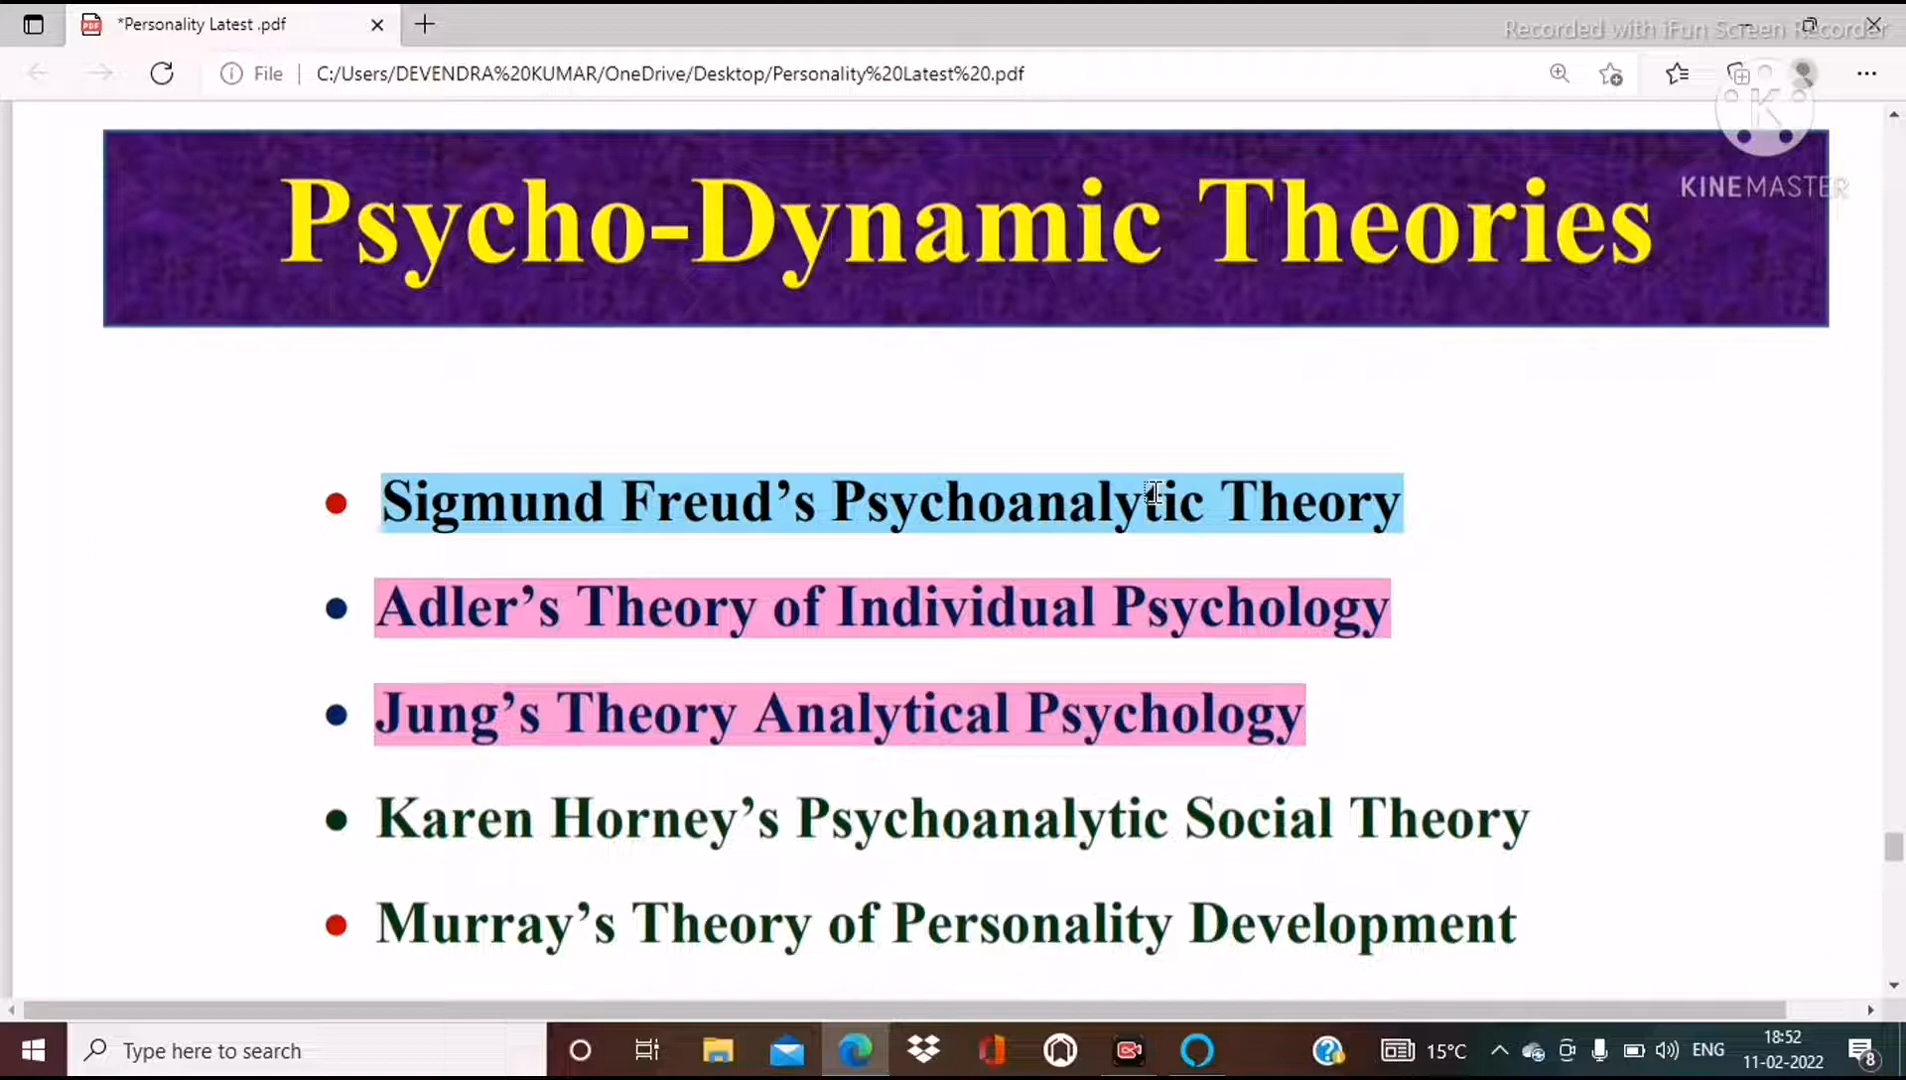 *Personality Latest .pdf
Recorded with iFun Screen Recorder
File | C:/Users/DEVENDRA%20KUMAR/OneDrive/Desktop/Personality%20Latest%20.pdf
K
KINEMASTER
Psycho-Dynamic Theories
• Sigmund Freud’s Psychoanalytic Theory
• Adler’s Theory of Individual Psychology
• Jung’s Theory Analytical Psychology
• Karen Horney’s Psychoanalytic Social Theory
• Murray’s Theory of Personality Development
Type here to search
15°C
ENG
18:52
11-02-2022
8